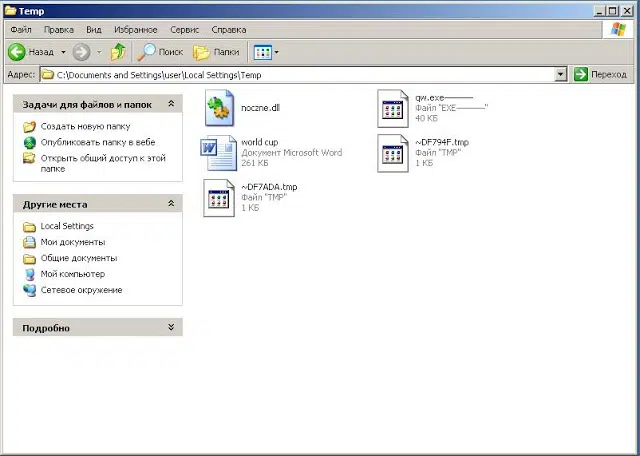 Temp
Файл Правка Вид Избранное Сервис Справка
Назад Поиск Папки
Адрес: C:\Documents and Settings\user\Local Settings\Temp Переход
Задачи для файлов и папок
Создать новую папку
Опубликовать папку в вебе
Открыть общий доступ к этой
папке
Другие места
Local Settings
Мои документы
Общие документы
Мой компьютер
Сетевое окружение
Подробно
noczne.dll
qw.exe———
Файл "EXE———"
40 КБ
world cup
Документ Microsoft Word
261 КБ
~DF794F.tmp
Файл "TMP"
1 КБ
~DF7ADA.tmp
Файл "TMP"
1 КБ